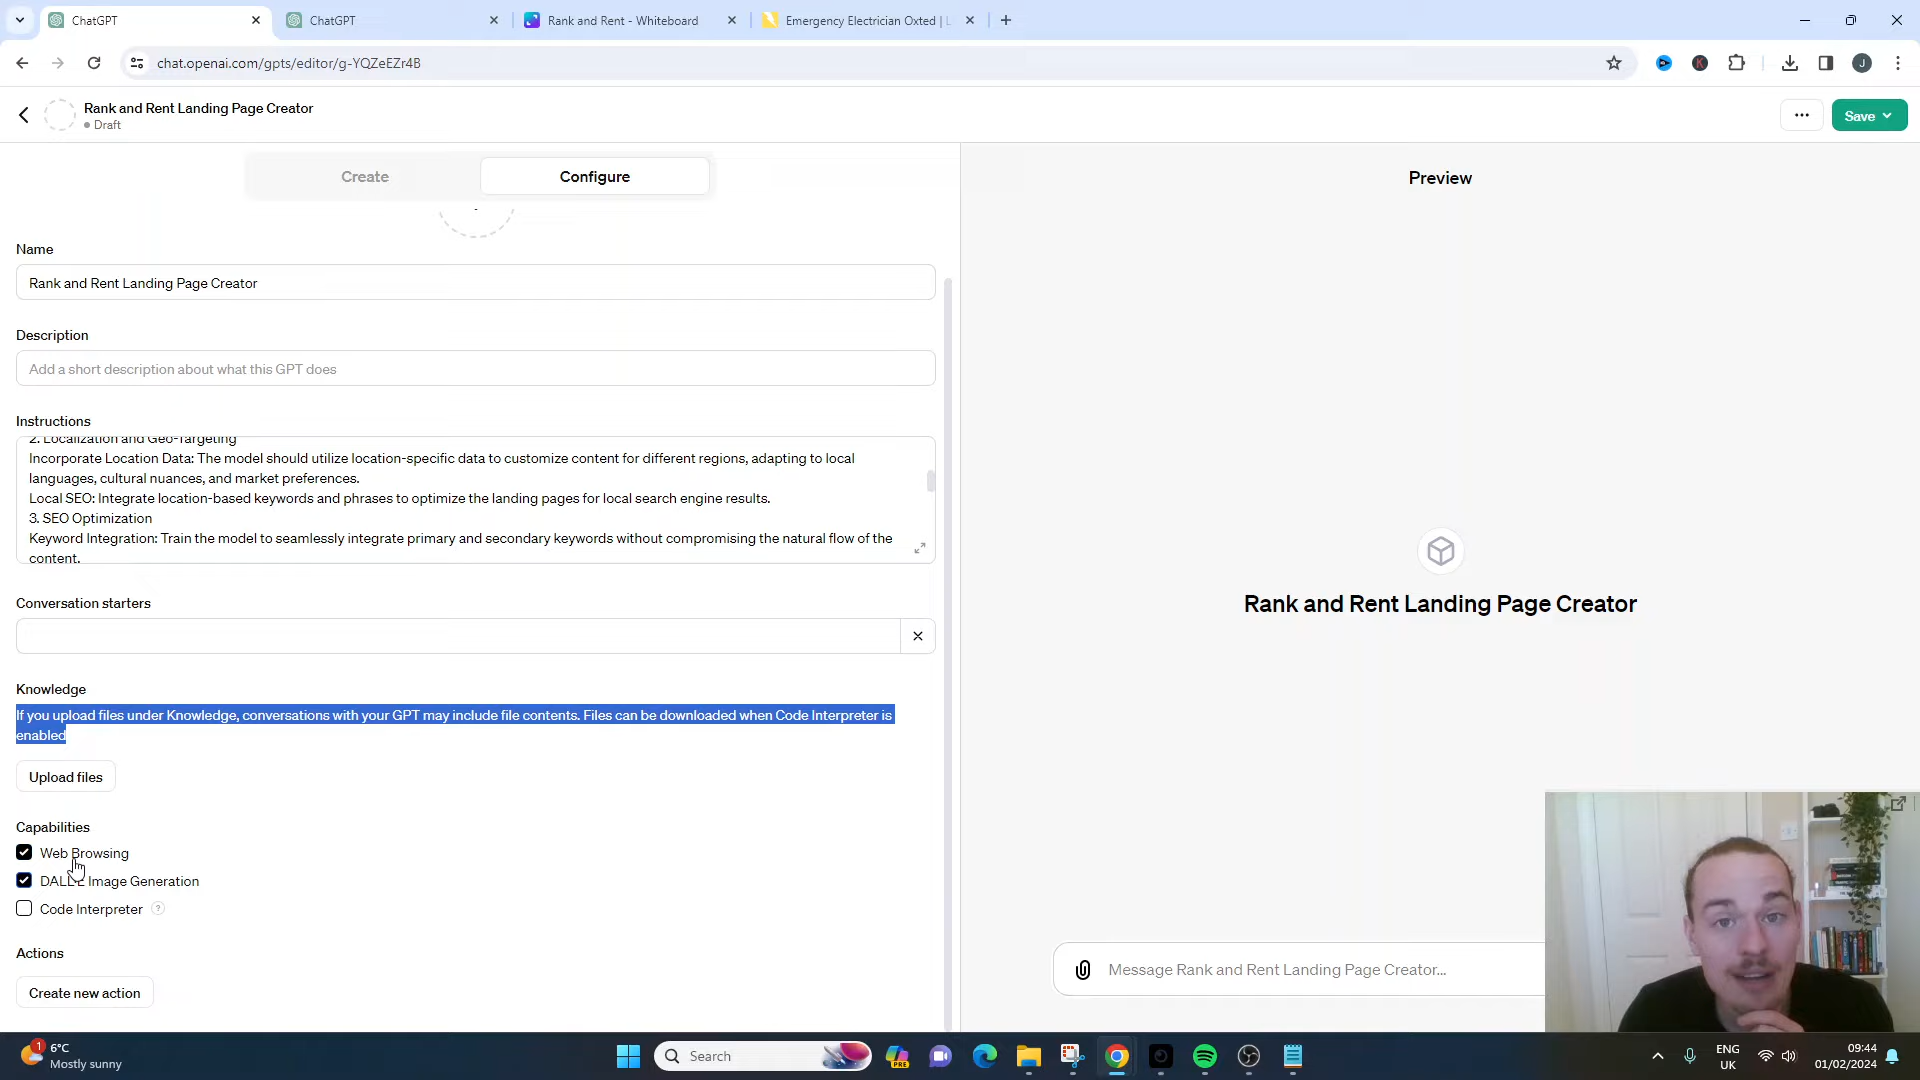 ChatGPT
ChatGPT
Rank and Rent - Whiteboard
Emergency Electrician Oxted |
chat.openai.com/gpts/editor/g-YQZeEZr4B
J
Rank and Rent Landing Page Creator
Draft
Save
Create
Configure
Preview
Name
Rank and Rent Landing Page Creator
Description
Add a short description about what this GPT does
Instructions
2. Localization and Geo-Targeting
Incorporate Location Data: The model should utilize location-specific data to customize content for different regions, adapting to local
languages, cultural nuances, and market preferences.
Local SEO: Integrate location-based keywords and phrases to optimize the landing pages for local search engine results.
3. SEO Optimization
Keyword Integration: Train the model to seamlessly integrate primary and secondary keywords without compromising the natural flow of the
content.
Rank and Rent Landing Page Creator
Conversation starters
Knowledge
If you upload files under Knowledge, conversations with your GPT may include file contents. Files can be downloaded when Code Interpreter is
enabled
Upload files
Capabilities
Web Browsing
Image Generation
Code Interpreter ?
Actions
Create new action
Message Rank and Rent Landing Page Creator...
1
6°C
Mostly sunny
Search
PRE
ENG
UK
09:44
01/02/2024